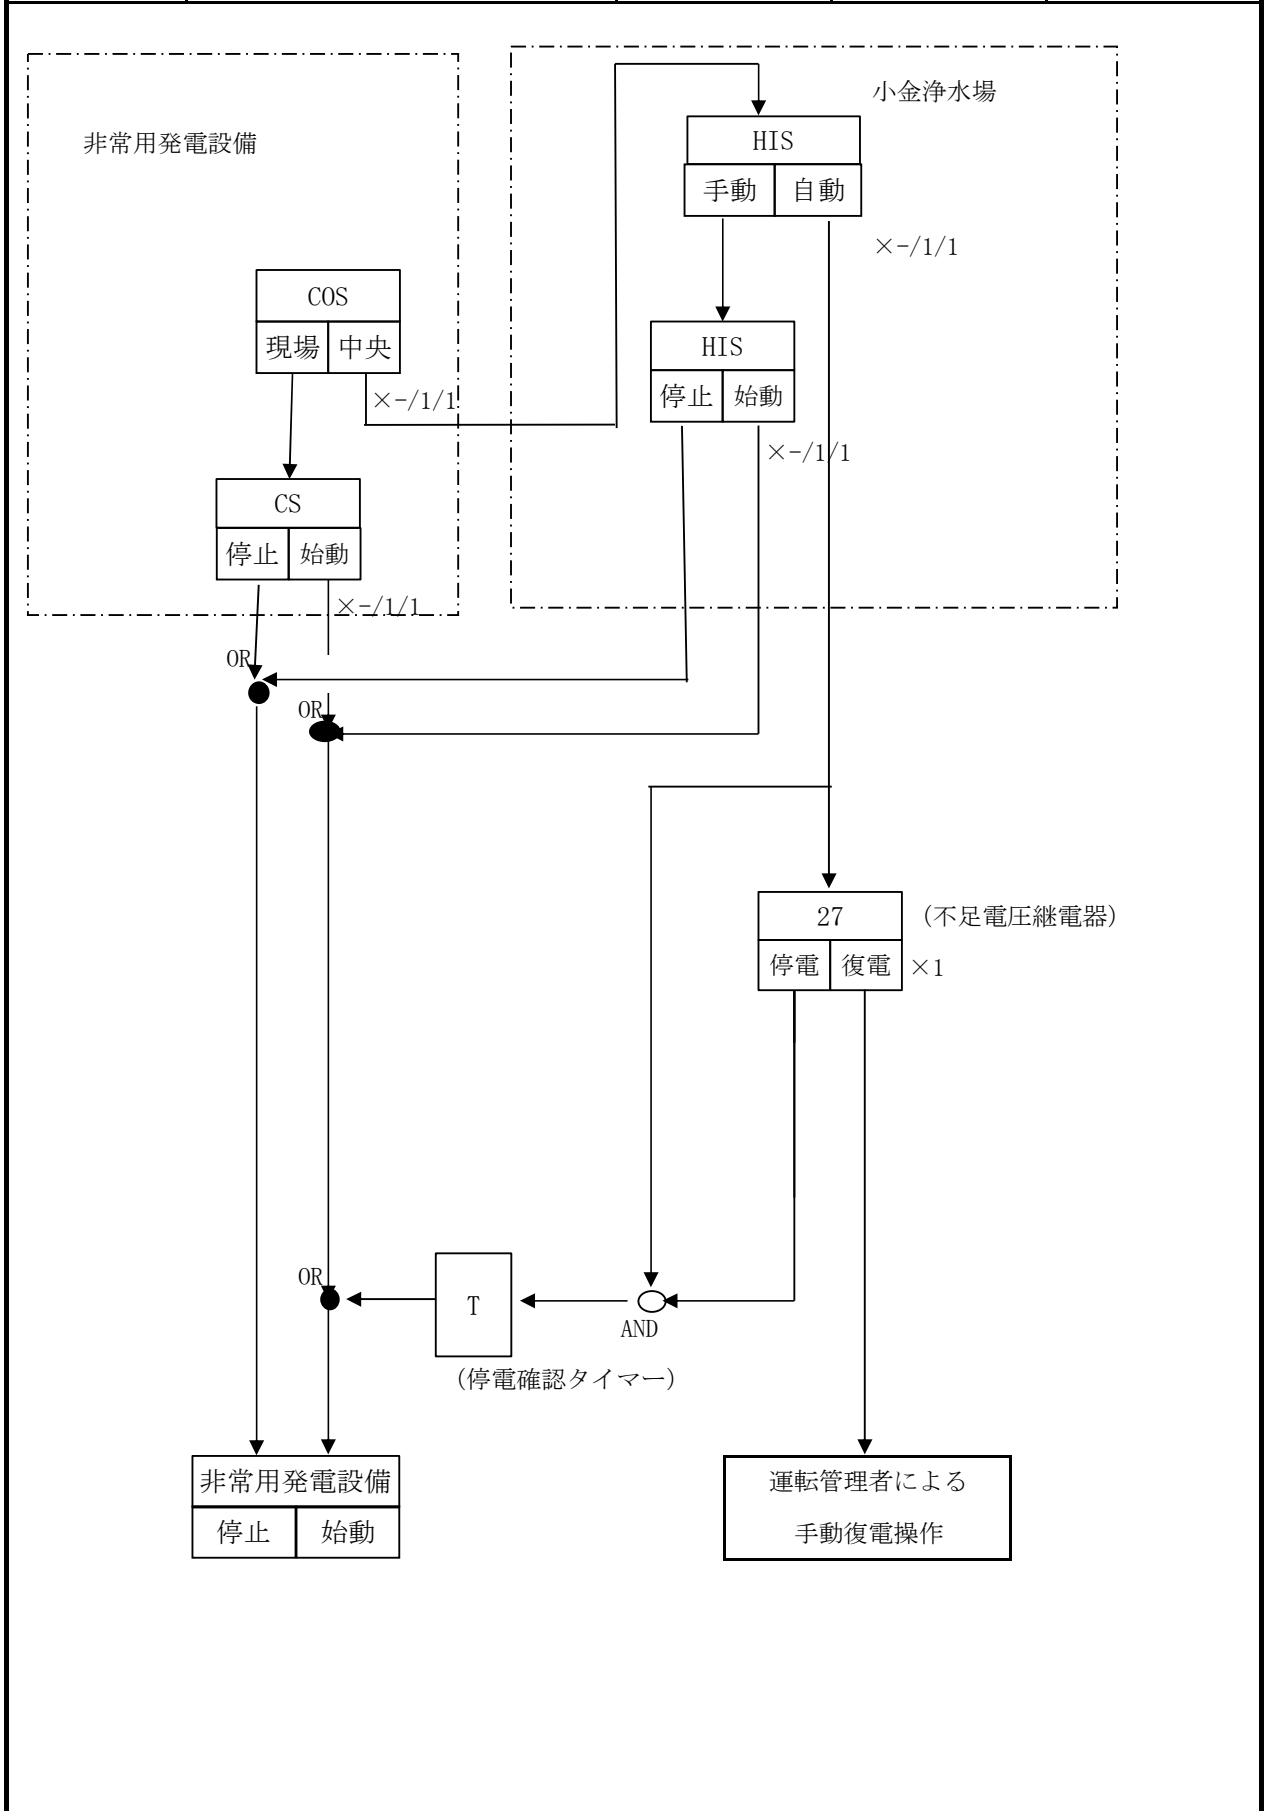 小金浄水場
非常用発電設備
HIS
手動 自動
×-/1/1
COS
現場 中央
×-/1/1
HIS
停止 始動
×-/1/1
CS
停止 始動
×-/1/1
OR
OR
27 (不足電圧継電器)
停電 復電 ×1
OR
T
AND
(停電確認タイマー)
非常用発電設備
停止 始動
運転管理者による
手動復電操作